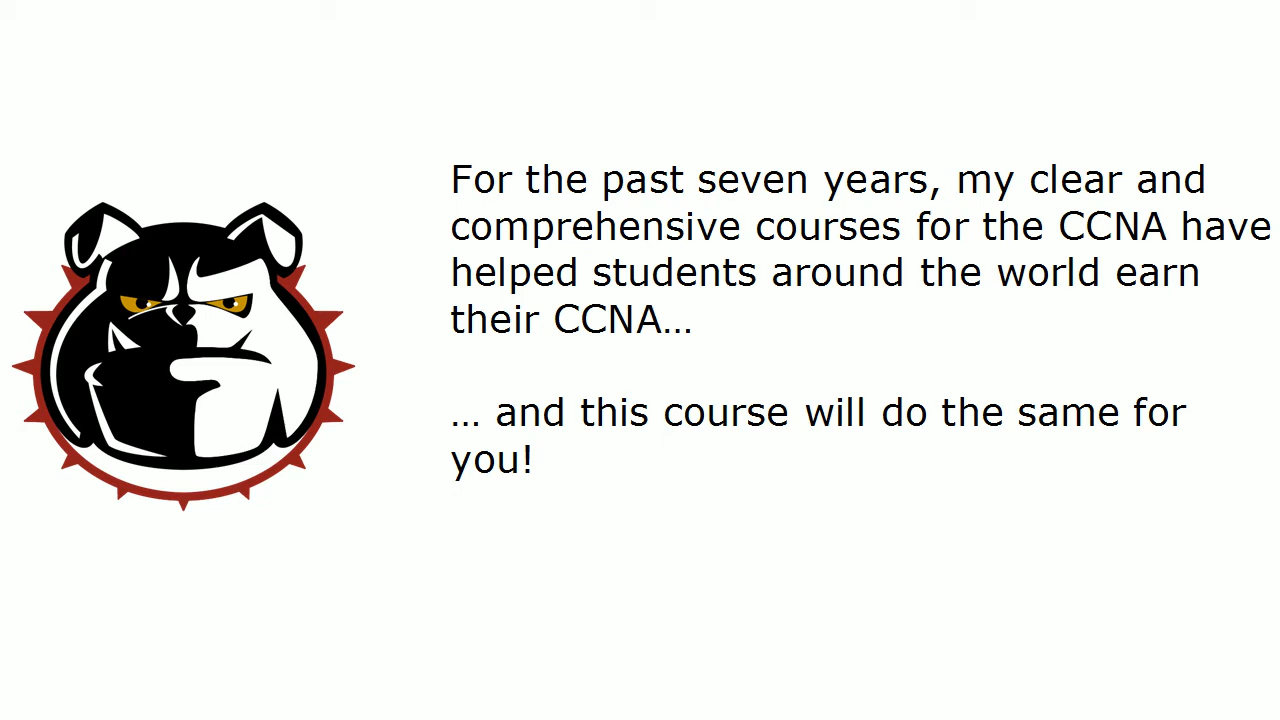 For the past seven years, my clear and
comprehensive courses for the CCNA have
helped students around the world earn
their CCNA…
… and this course will do the same for
you!